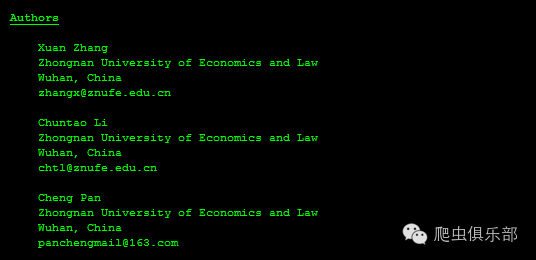 Authors
Xuan Zhang
Zhongnan University of Economics and Law
Wuhan, China
zhangx@znufe.edu.cn
Chuntao Li
Zhongnan University of Economics and Law
Wuhan, China
chtl@znufe.edu.cn
Cheng Pan
Zhongnan University of Economics and Law
Wuhan, China
panchengmail@163.com
爬虫俱乐部